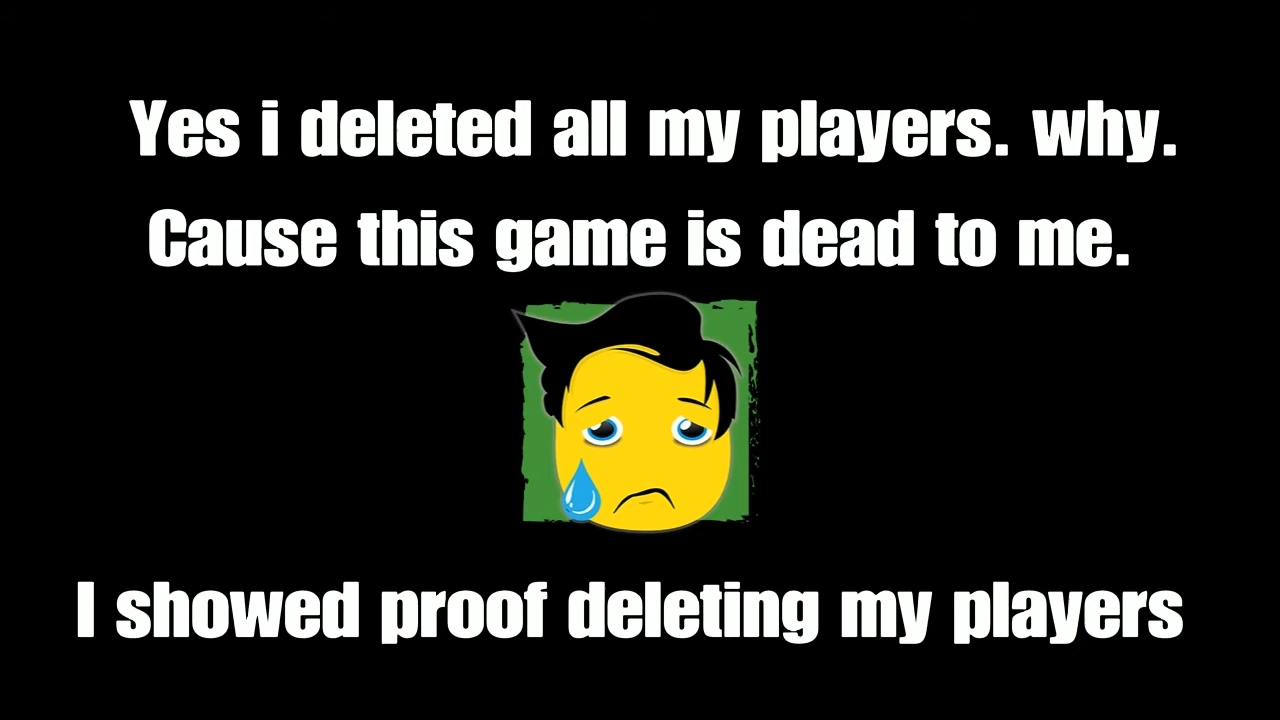 Yes i deleted all my players. why.
Cause this game is dead to me.
I showed proof deleting my players